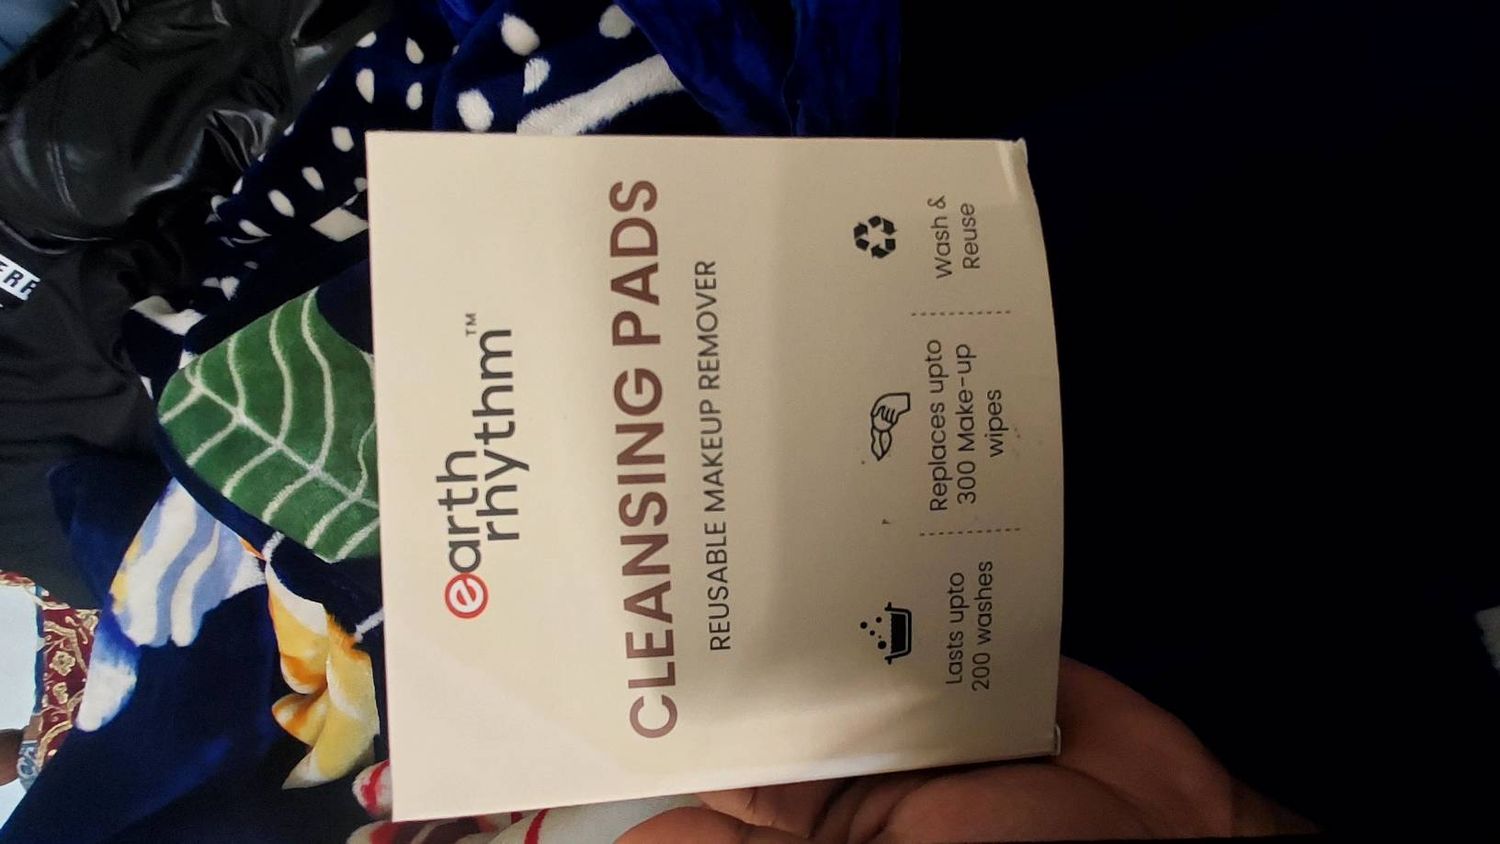 earth
rhythm™
CLEANSING PADS
REUSABLE MAKEUP REMOVER
Lasts upto
200 washes
Replaces upto
300 Make-up
wipes
Wash &
Reuse